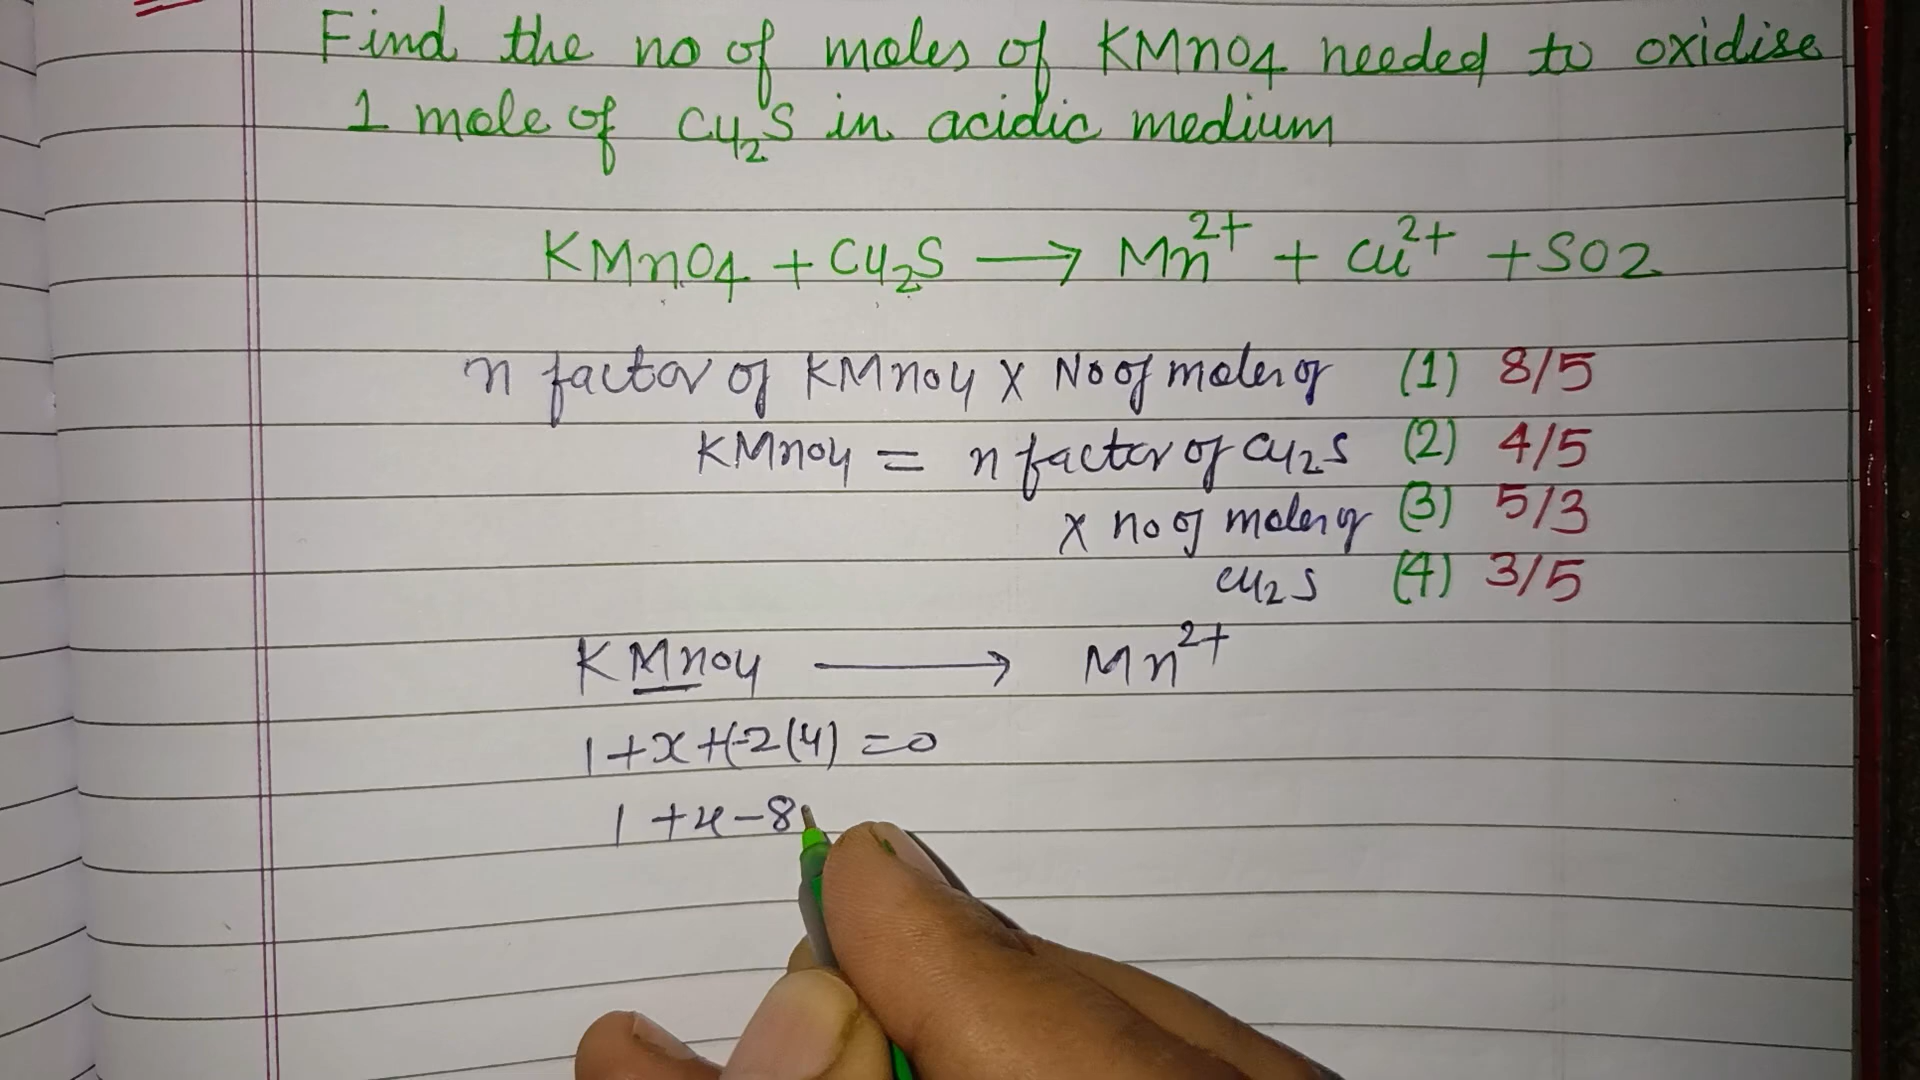 Find the no of moles of KMnO4 needed to oxidise
1 mole of Cu2S in acidic medium
KMnO4 + Cu2S → Mn2+ + Cu2+ + SO2
n factor of KMnO4 X No of moles of (1) 8/5
KMnO4 = n factor of Cu2S (2) 4/5
X no of moles of (3) 5/3
Cu2S (4) 3/5
KMnO4 → Mn2+
1+x+(-2(4) =0
1 +x-8